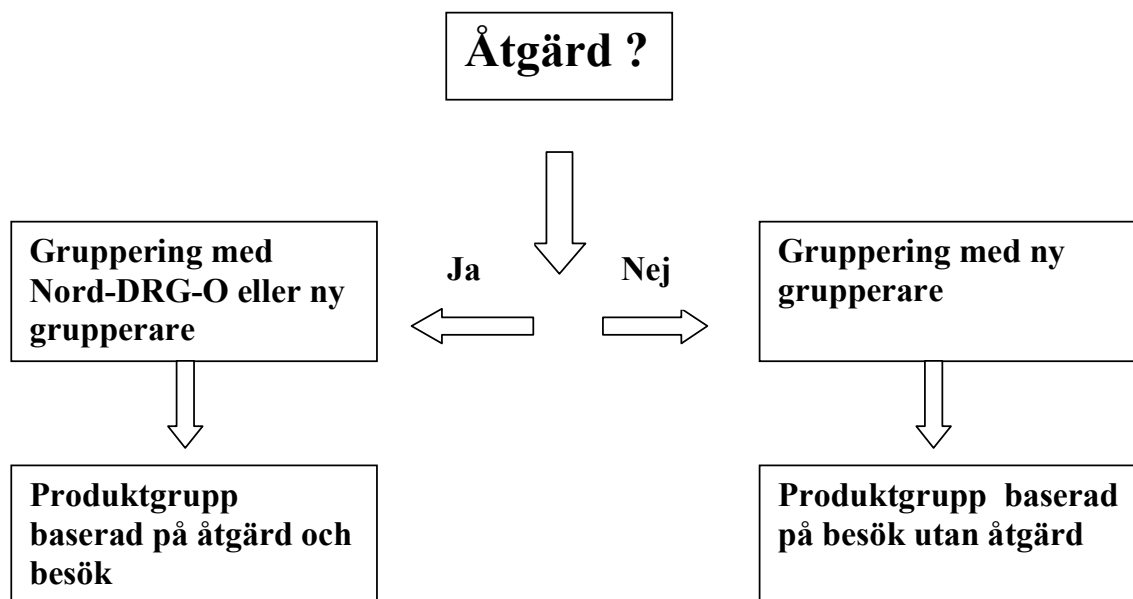 Åtgärd ?
Gruppering med
Nord-DRG-O eller ny
grupperare
Ja
Nej
Gruppering med ny
grupperare
Produktgrupp
baserad på åtgärd och
besök
Produktgrupp  baserad
på besök utan åtgärd